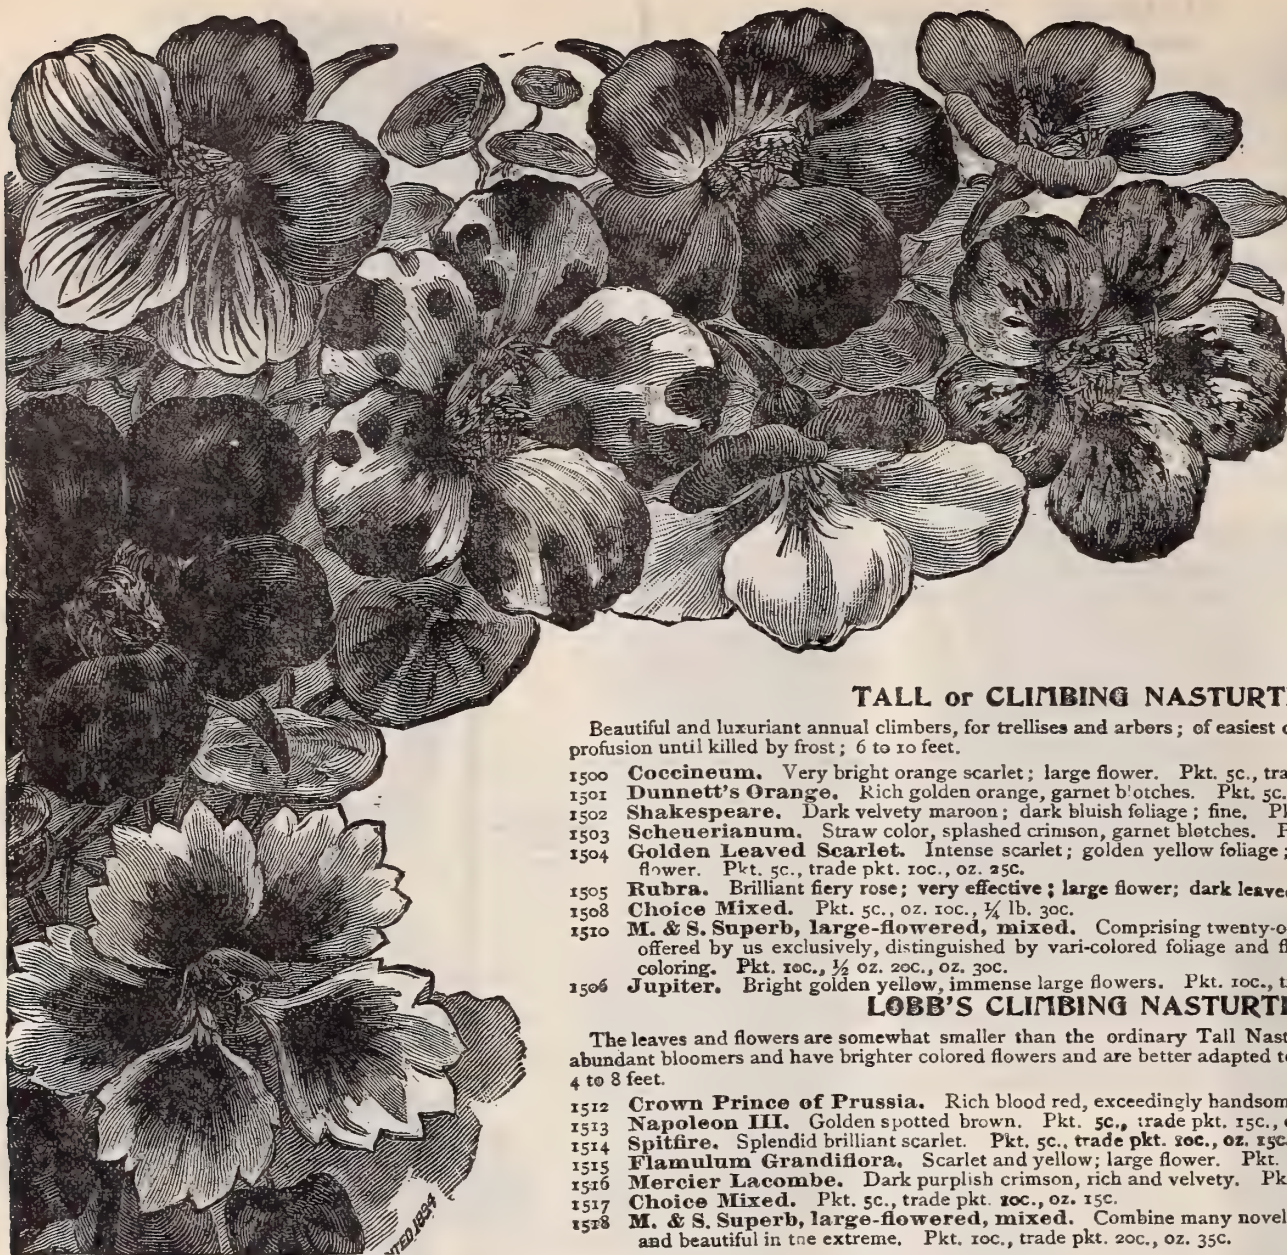 TALL or CLIMBING NASTURT
Beautiful and luxuriant annual climbers, for trellises and arbors; of easiest
profusion until killed by frost; 6 to 10 feet.
1500 Coccineum. Very bright orange scarlet; large flower. Pkt. 5c.,
1501 Dunnett's Orange. Rich golden orange, garnet blotches. Pkt. 5c.
1502 Shakespeare. Dark velvety maroon; dark bluish foliage; fine.
1503 Scheuerianum. Straw color, splashed crimson, garnet blotches.
1504 Golden Leaved Scarlet. Intense scarlet; golden yellow foliage;
flower. Pkt. 5c., trade pkt. 10c., oz. 25c.
1505 Rubra. Brilliant fiery rose; very effective; large flower; dark
1508 Choice Mixed. Pkt. 5c., oz. 10c., ¼ lb. 30c.
1510 M. & S. Superb, large-flowered, mixed. Comprising
offered by us exclusively, distinguished by vari-colored foliage and
coloring. Pkt. 10c., ½ oz. 20c., oz. 30c.
1506 Jupiter. Bright golden yellow, immense large flowers. Pkt. 10c.,
LOBB'S CLIMBING NASTURT
The leaves and flowers are somewhat smaller than the ordinary Tall Nast
abundant bloomers and have brighter colored flowers and are better adapted
4 to 8 feet.
1512 Crown Prince of Prussia. Rich blood red, exceedingly handsom
1513 Napoleon III. Golden spotted brown. Pkt. 5c., trade pkt. 15c.,
1514 Spitfire. Splendid brilliant scarlet. Pkt. 5c., trade pkt. 10c., oz. 15c.
1515 Flamulum Grandiflora. Scarlet and yellow; large flower. Pkt.
1516 Mercier Lacombe. Dark purplish crimson, rich and velvety.
1517 Choice Mixed. Pkt. 5c., trade pkt. 10c., oz. 15c.
1518 M. & S. Superb, large-flowered, mixed. Combine many novel
and beautiful in the extreme. Pkt. 10c., trade pkt. 20c., oz. 35c.
NTED 1894